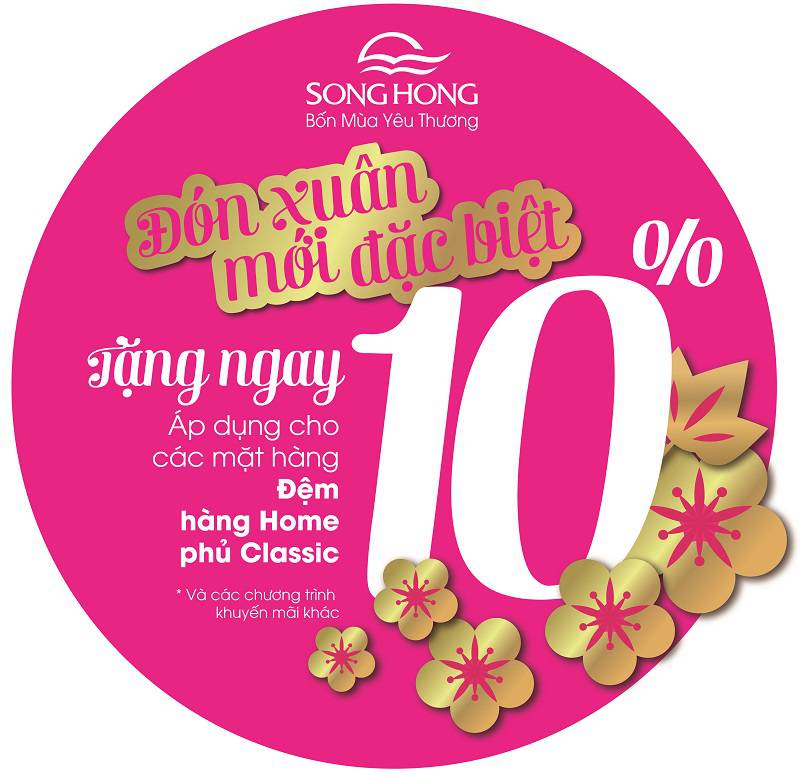 SONG HONG
Bốn Mùa Yêu Thương
Đón xuân
mới đặc biệt
Tặng ngay
10%
Áp dụng cho
các mặt hàng
Đệm
hàng Home
phủ Classic
* Và các chương trình
khuyến mãi khác